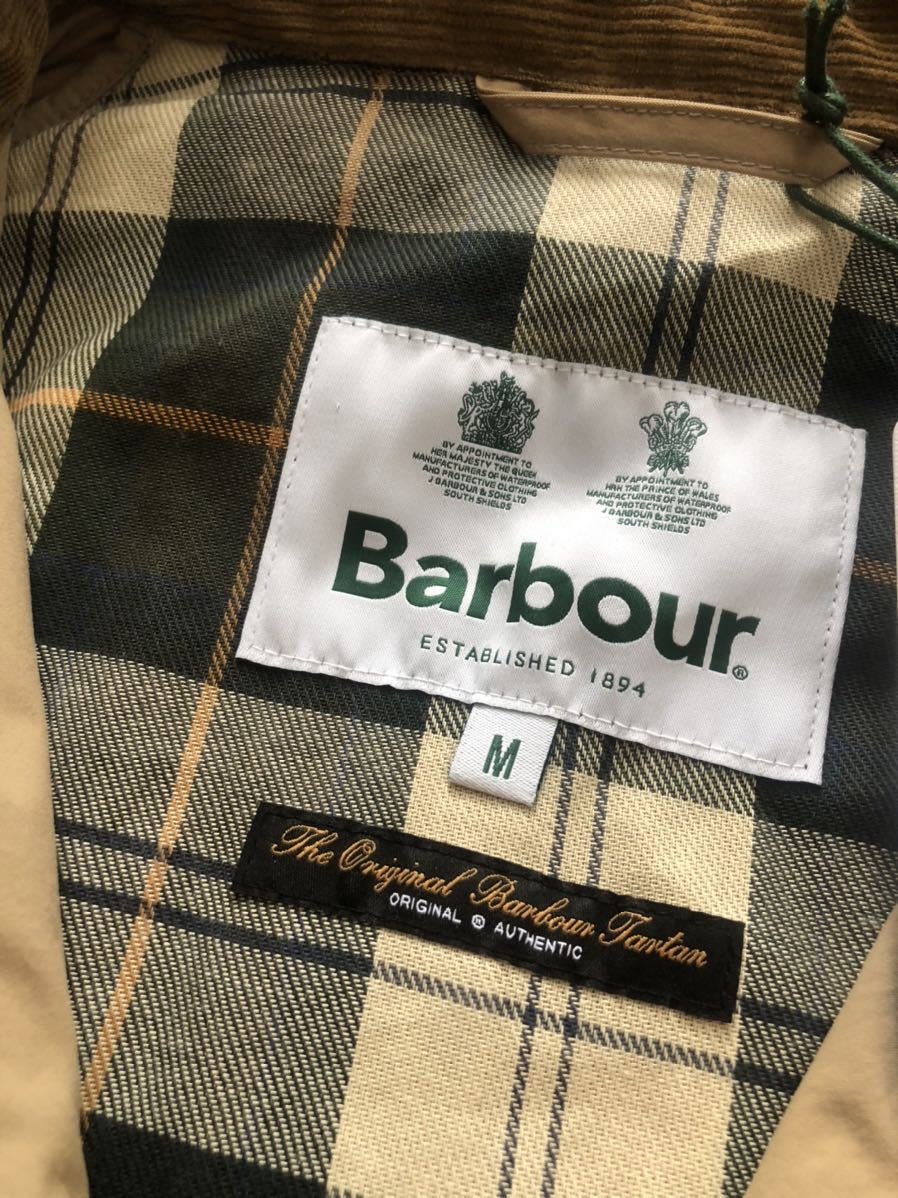 BY APPOINTMENT TO
HER MAJESTY THE QUEEN
MANUFACTURERS OF WATERPROOF
AND PROTECTIVE CLOTHING
J BARBOUR & SONS LTD
SOUTH SHIELDS
BY APPOINTMENT TO
HRH THE PRINCE OF WALES
MANUFACTURERS OF WATERPROOF
AND PROTECTIVE CLOTHING
J BARBOUR & SONS LTD
SOUTH SHIELDS
Barbour®
ESTABLISHED 1894
M
The Original Barbour Tartan
ORIGINAL ® AUTHENTIC